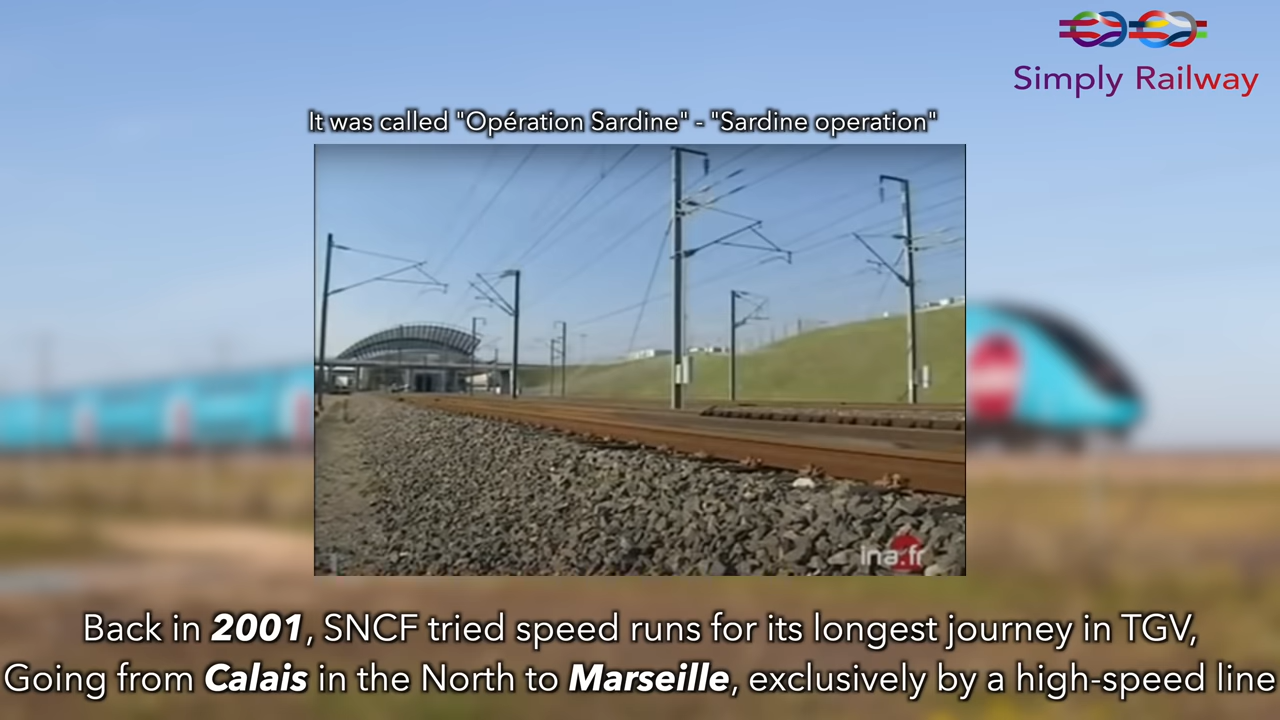 Simply Railway
It was called "Opération Sardine" - "Sardine operation"
ina.fr
Back in 2001, SNCF tried speed runs for its longest journey in TGV,
Going from Calais in the North to Marseille, exclusively by a high-speed line